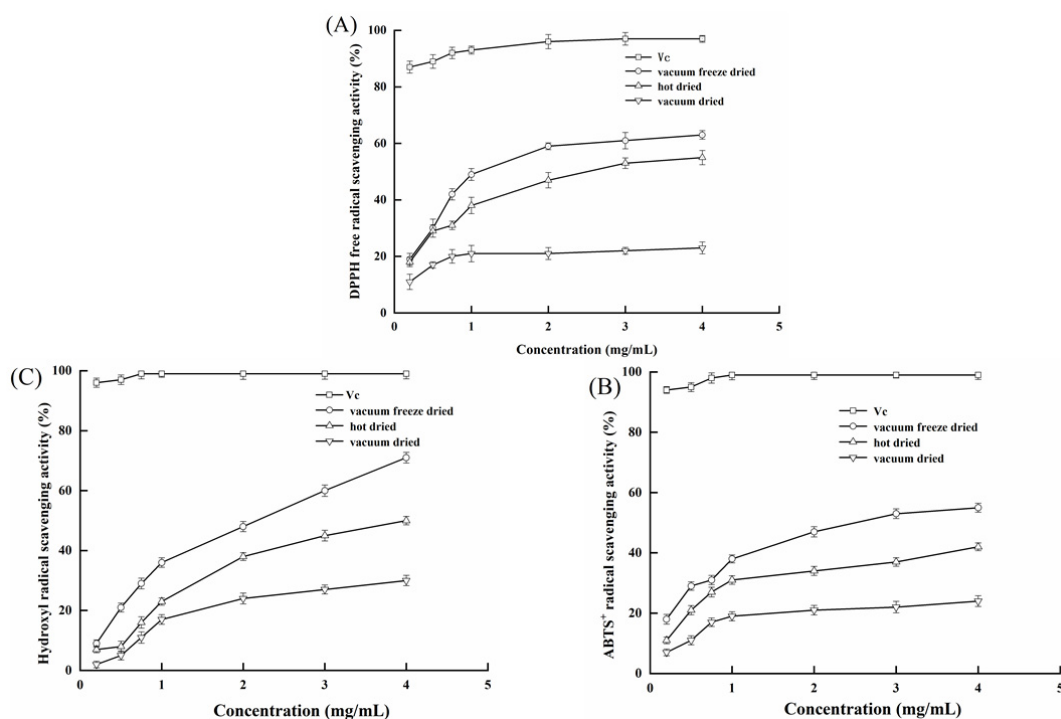 (A)
DPPH free radical scavenging activity (%)
100
80
60
40
20
0
Vc
vacuum freeze dried
hot dried
vacuum dried
0
1
2
3
4
5
Concentration (mg/mL)
(C)
Hydroxyl radical scavenging activity (%)
100
80
60
40
20
0
Vc
vacuum freeze dried
hot dried
vacuum dried
0
1
2
3
4
5
Concentration (mg/mL)
(B)
ABTS⁺ radical scavenging activity (%)
100
80
60
40
20
0
Vc
vacuum freeze dried
hot dried
vacuum dried
0
1
2
3
4
5
Concentration (mg/mL)